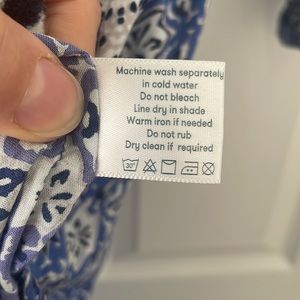 Machine wash separately
in cold water
Do not bleach
Line dry in shade
Warm iron if needed
Do not rub
Dry clean if required
30°